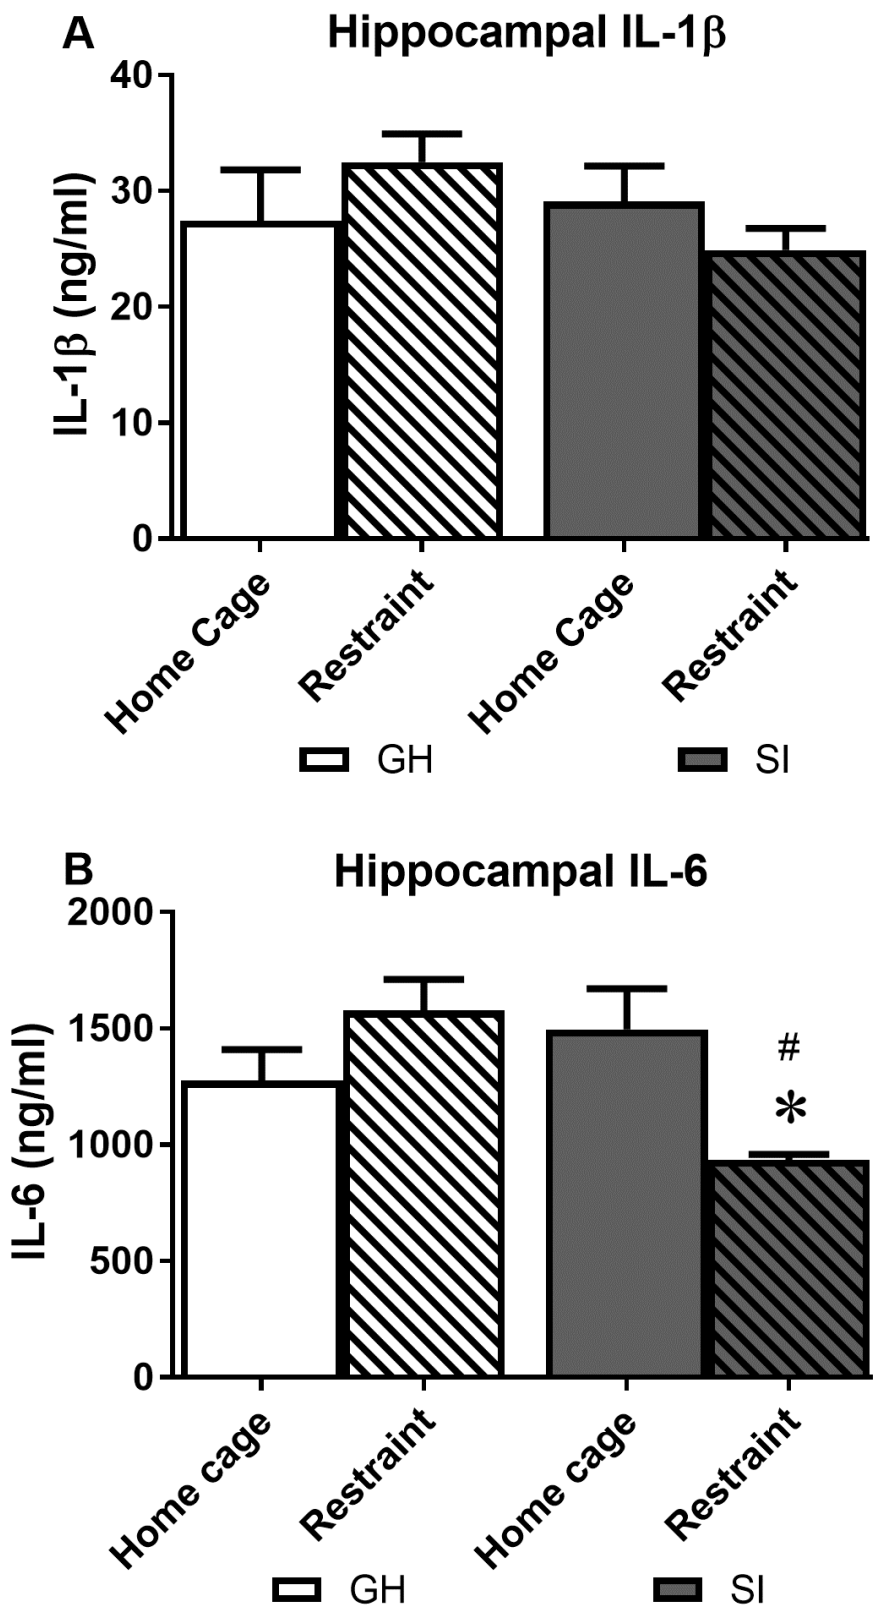 A Hippocampal IL-1β
IL-1β (ng/ml)
40
30
20
10
0
Home Cage Restraint Home Cage Restraint
GH SI
B Hippocampal IL-6
IL-6 (ng/ml)
2000
1500
1000
500
0
#
*
Home cage Restraint Home cage Restraint
GH SI